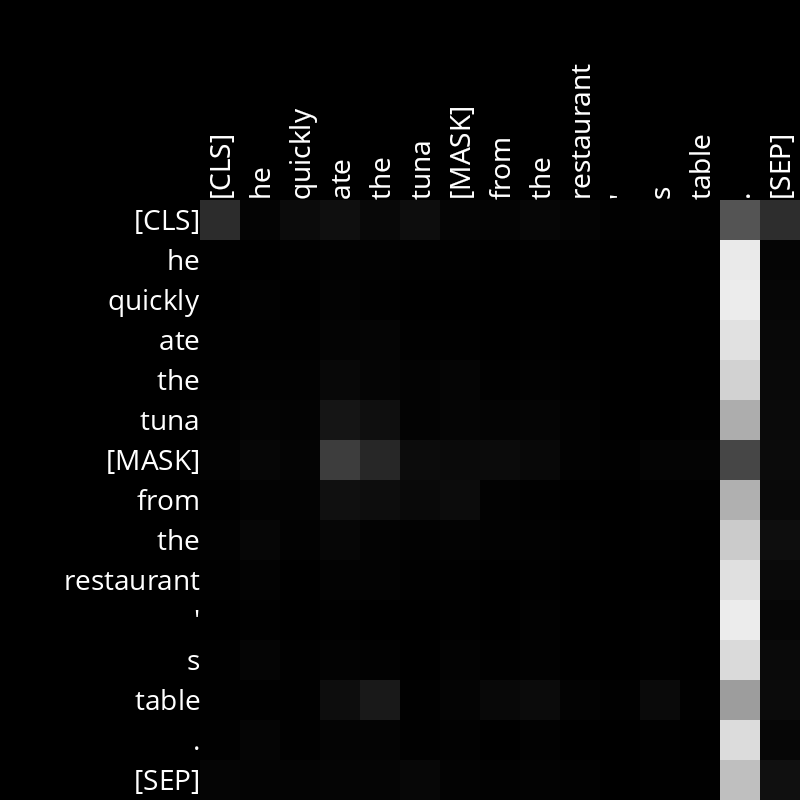 [CLS] he quickly ate the tuna [MASK] from the restaurant ' s table . [SEP]
[CLS]
he
quickly
ate
the
tuna
[MASK]
from
the
restaurant
'
s
table
.
[SEP]